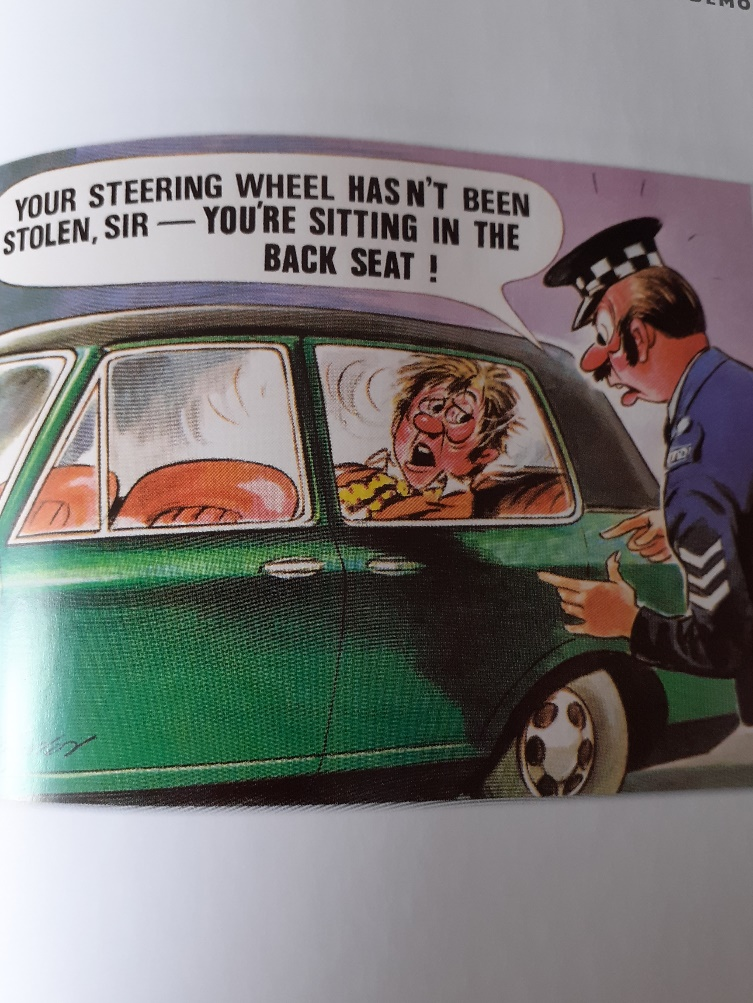 YOUR STEERING WHEEL HASN'T BEEN
STOLEN, SIR — YOU'RE SITTING IN THE
BACK SEAT !